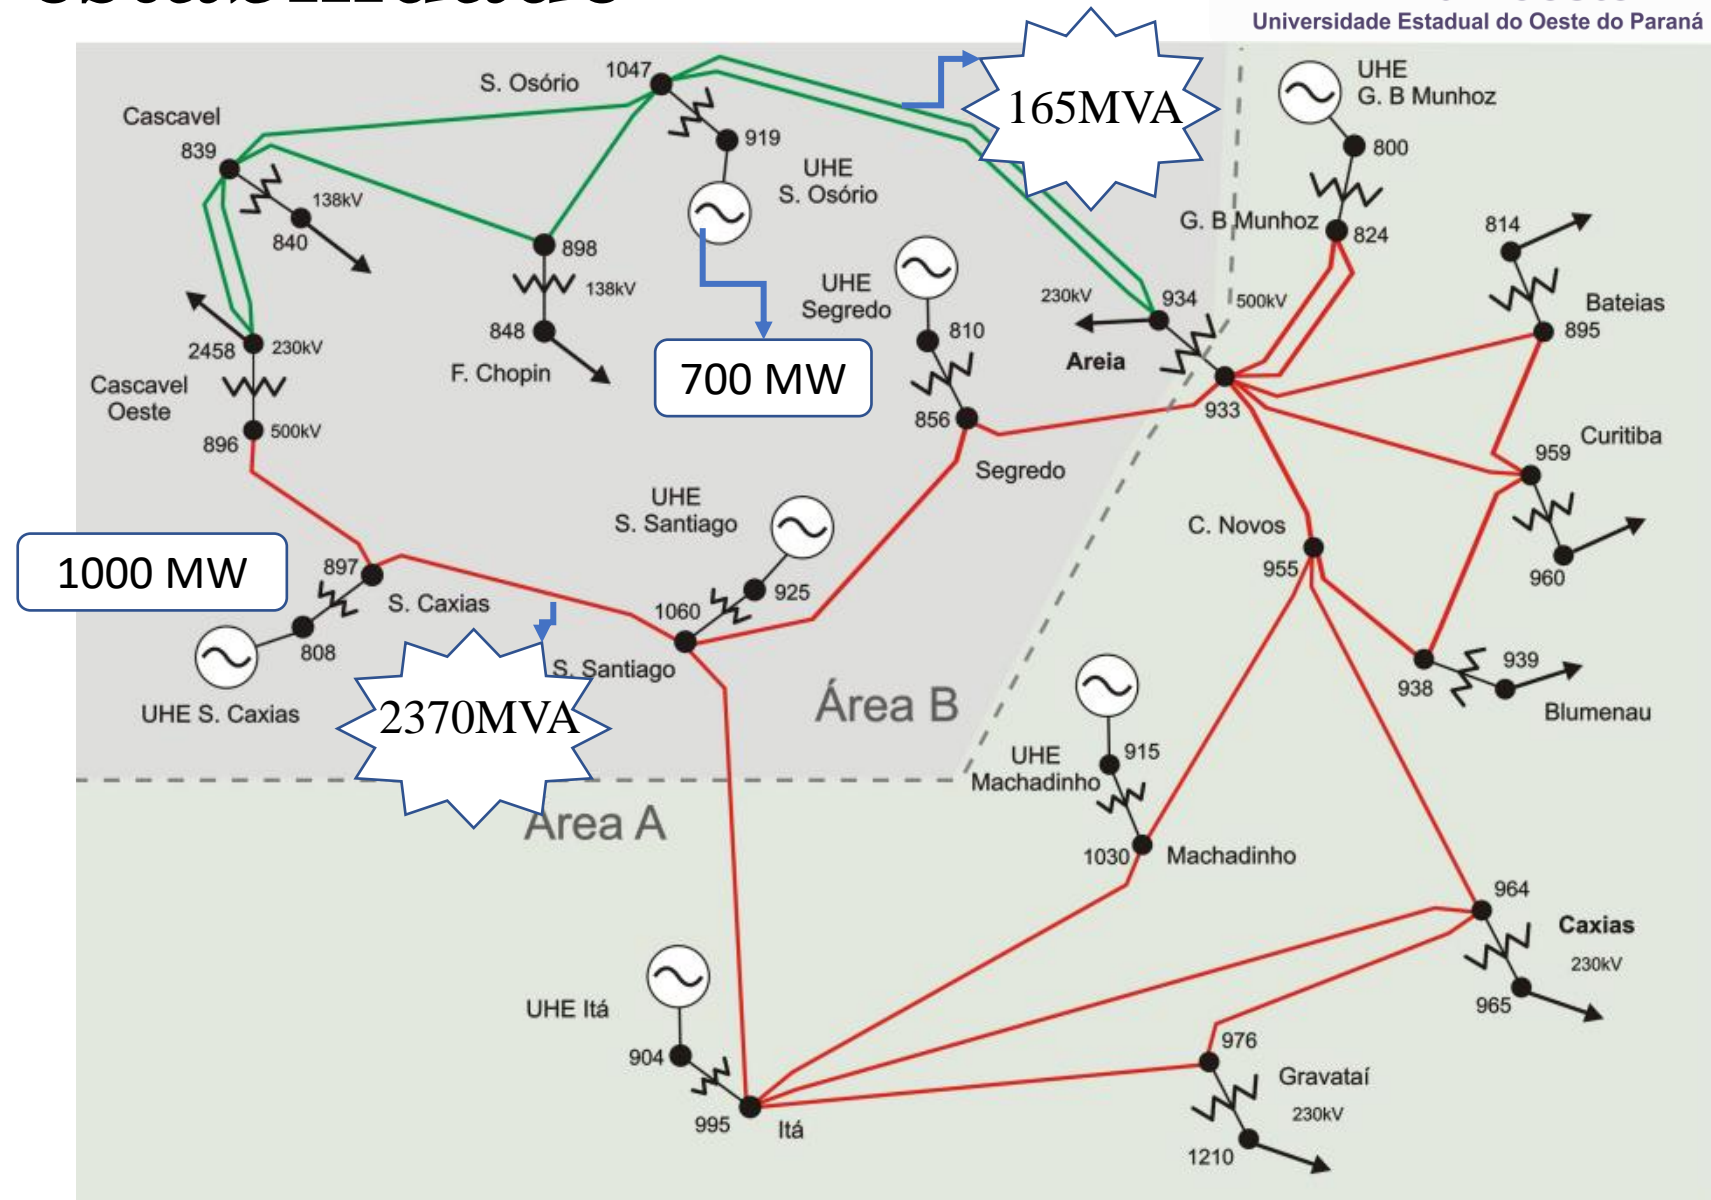 Universidade Estadual do Oeste do Paraná
1047
S. Osório
Cascavel
839
919
UHE
S. Osório
165MVA
UHE
G. B Munhoz
800
138kV
840
898
G. B Munhoz
824
814
138kV
848
F. Chopin
UHE
Segredo
810
230kV
934
500kV
Bateias
895
2458
230kV
Cascavel
Oeste
700 MW
Areia
933
856
Segredo
896
500kV
Curitiba
959
UHE
S. Santiago
C. Novos
955
960
1000 MW
897
S. Caxias
925
1060
808
UHE S. Caxias
S. Santiago
2370MVA
Área B
938
939
Blumenau
UHE
Machadinho
915
Área A
1030
Machadinho
964
Caxias
230kV
965
UHE Itá
904
995
Itá
976
Gravataí
230kV
1210